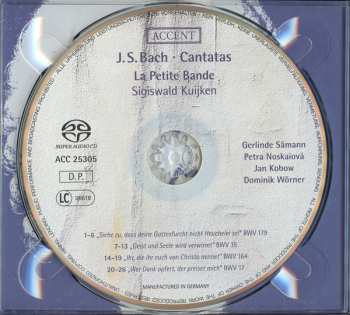 ACCENT
J.S. Bach · Cantatas
La Petite Bande
Sigiswald Kuijken
Gerlinde Sämann
Petra Noskaiová
Jan Kobow
Dominik Wörner
SUPER AUDIO CD
ACC 25305
D.P.
LC
1–6 „Siehe zu, dass deine Gottesfurcht nicht Heuchelei sei" BWV 179
7–13 „Geist und Seele wird verwirret" BWV 35
14–19 „Ihr, die ihr euch von Christo nennet" BWV 164
20–26 „Wer Dank opfert, der preiset mich" BWV 17
MANUFACTURED IN GERMANY